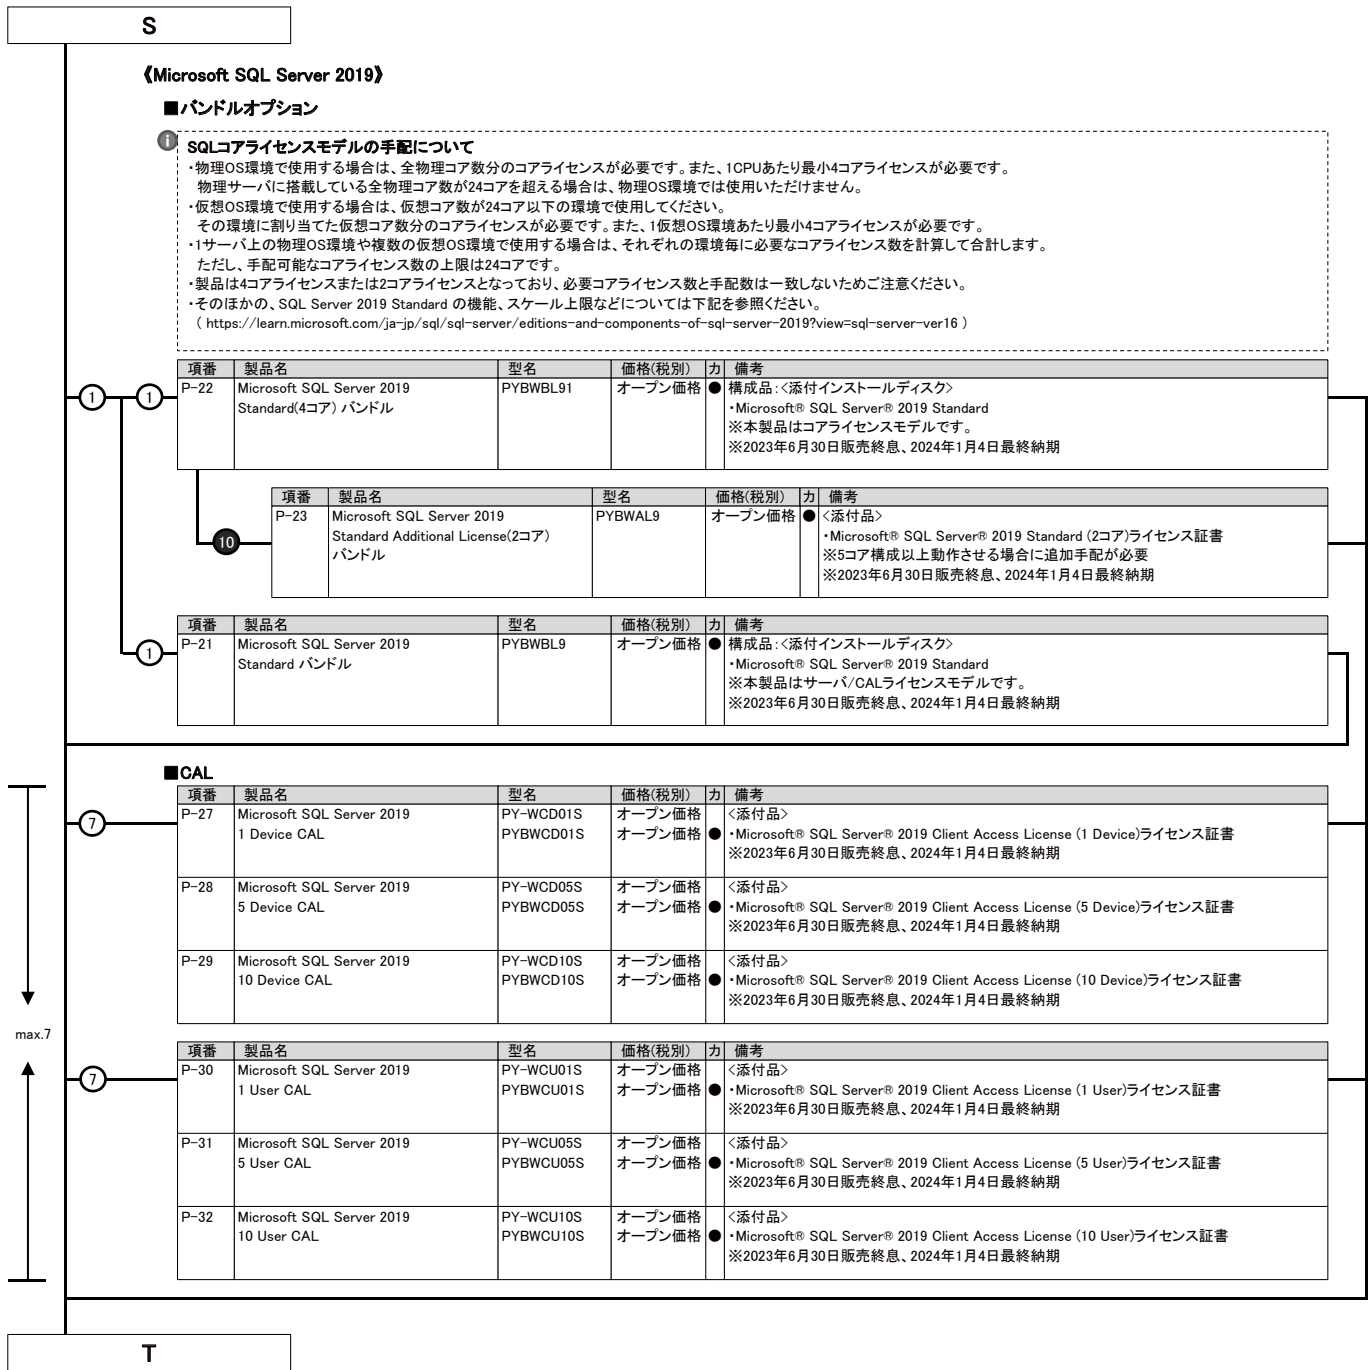 S
《Microsoft SQL Server 2019》
■バンドルオプション
i
SQLコアライセンスモデルの手配について
・物理OS環境で使用する場合は、全物理コア数分のコアライセンスが必要です。また、1CPUあたり最小4コアライセンスが必要です。
物理サーバに搭載している全物理コア数が24コアを超える場合は、物理OS環境では使用いただけません。
・仮想OS環境で使用する場合は、仮想コア数が24コア以下の環境で使用してください。
その環境に割り当てた仮想コア数分のコアライセンスが必要です。また、1仮想OS環境あたり最小4コアライセンスが必要です。
・1サーバ上の物理OS環境や複数の仮想OS環境で使用する場合は、それぞれの環境毎に必要なコアライセンス数を計算して合計します。
ただし、手配可能なコアライセンス数の上限は24コアです。
・製品は4コアライセンスまたは2コアライセンスとなっており、必要コアライセンス数と手配数は一致しないためご注意ください。
・そのほかの、SQL Server 2019 Standard の機能、スケール上限などについては下記を参照ください。
( https://learn.microsoft.com/ja-jp/sql/sql-server/editions-and-components-of-sql-server-2019?view=sql-server-ver16 )
項番 製品名 型名 価格(税別) カ 備考
1 1 P-22 Microsoft SQL Server 2019 PYBWBL91 オープン価格 ● 構成品:<添付インストールディスク>
Standard(4コア) バンドル ・Microsoft® SQL Server® 2019 Standard
※本製品はコアライセンスモデルです。
※2023年6月30日販売終息、2024年1月4日最終納期
項番 製品名 型名 価格(税別) カ 備考
P-23 Microsoft SQL Server 2019 PYBWAL9 オープン価格 ● <添付品>
10 Standard Additional License(2コア) ・Microsoft® SQL Server® 2019 Standard (2コア)ライセンス証書
バンドル ※5コア構成以上動作させる場合に追加手配が必要
※2023年6月30日販売終息、2024年1月4日最終納期
項番 製品名 型名 価格(税別) カ 備考
1 P-21 Microsoft SQL Server 2019 PYBWBL9 オープン価格 ● 構成品:<添付インストールディスク>
Standard バンドル ・Microsoft® SQL Server® 2019 Standard
※本製品はサーバ/CALライセンスモデルです。
※2023年6月30日販売終息、2024年1月4日最終納期
■CAL
項番 製品名 型名 価格(税別) カ 備考
7 P-27 Microsoft SQL Server 2019 PY-WCD01S オープン価格 <添付品>
1 Device CAL PYBWCD01S オープン価格 ● ・Microsoft® SQL Server® 2019 Client Access License (1 Device)ライセンス証書
※2023年6月30日販売終息、2024年1月4日最終納期
P-28 Microsoft SQL Server 2019 PY-WCD05S オープン価格 <添付品>
5 Device CAL PYBWCD05S オープン価格 ● ・Microsoft® SQL Server® 2019 Client Access License (5 Device)ライセンス証書
※2023年6月30日販売終息、2024年1月4日最終納期
P-29 Microsoft SQL Server 2019 PY-WCD10S オープン価格 <添付品>
10 Device CAL PYBWCD10S オープン価格 ● ・Microsoft® SQL Server® 2019 Client Access License (10 Device)ライセンス証書
※2023年6月30日販売終息、2024年1月4日最終納期
max.7
項番 製品名 型名 価格(税別) カ 備考
7 P-30 Microsoft SQL Server 2019 PY-WCU01S オープン価格 <添付品>
1 User CAL PYBWCU01S オープン価格 ● ・Microsoft® SQL Server® 2019 Client Access License (1 User)ライセンス証書
※2023年6月30日販売終息、2024年1月4日最終納期
P-31 Microsoft SQL Server 2019 PY-WCU05S オープン価格 <添付品>
5 User CAL PYBWCU05S オープン価格 ● ・Microsoft® SQL Server® 2019 Client Access License (5 User)ライセンス証書
※2023年6月30日販売終息、2024年1月4日最終納期
P-32 Microsoft SQL Server 2019 PY-WCU10S オープン価格 <添付品>
10 User CAL PYBWCU10S オープン価格 ● ・Microsoft® SQL Server® 2019 Client Access License (10 User)ライセンス証書
※2023年6月30日販売終息、2024年1月4日最終納期
T